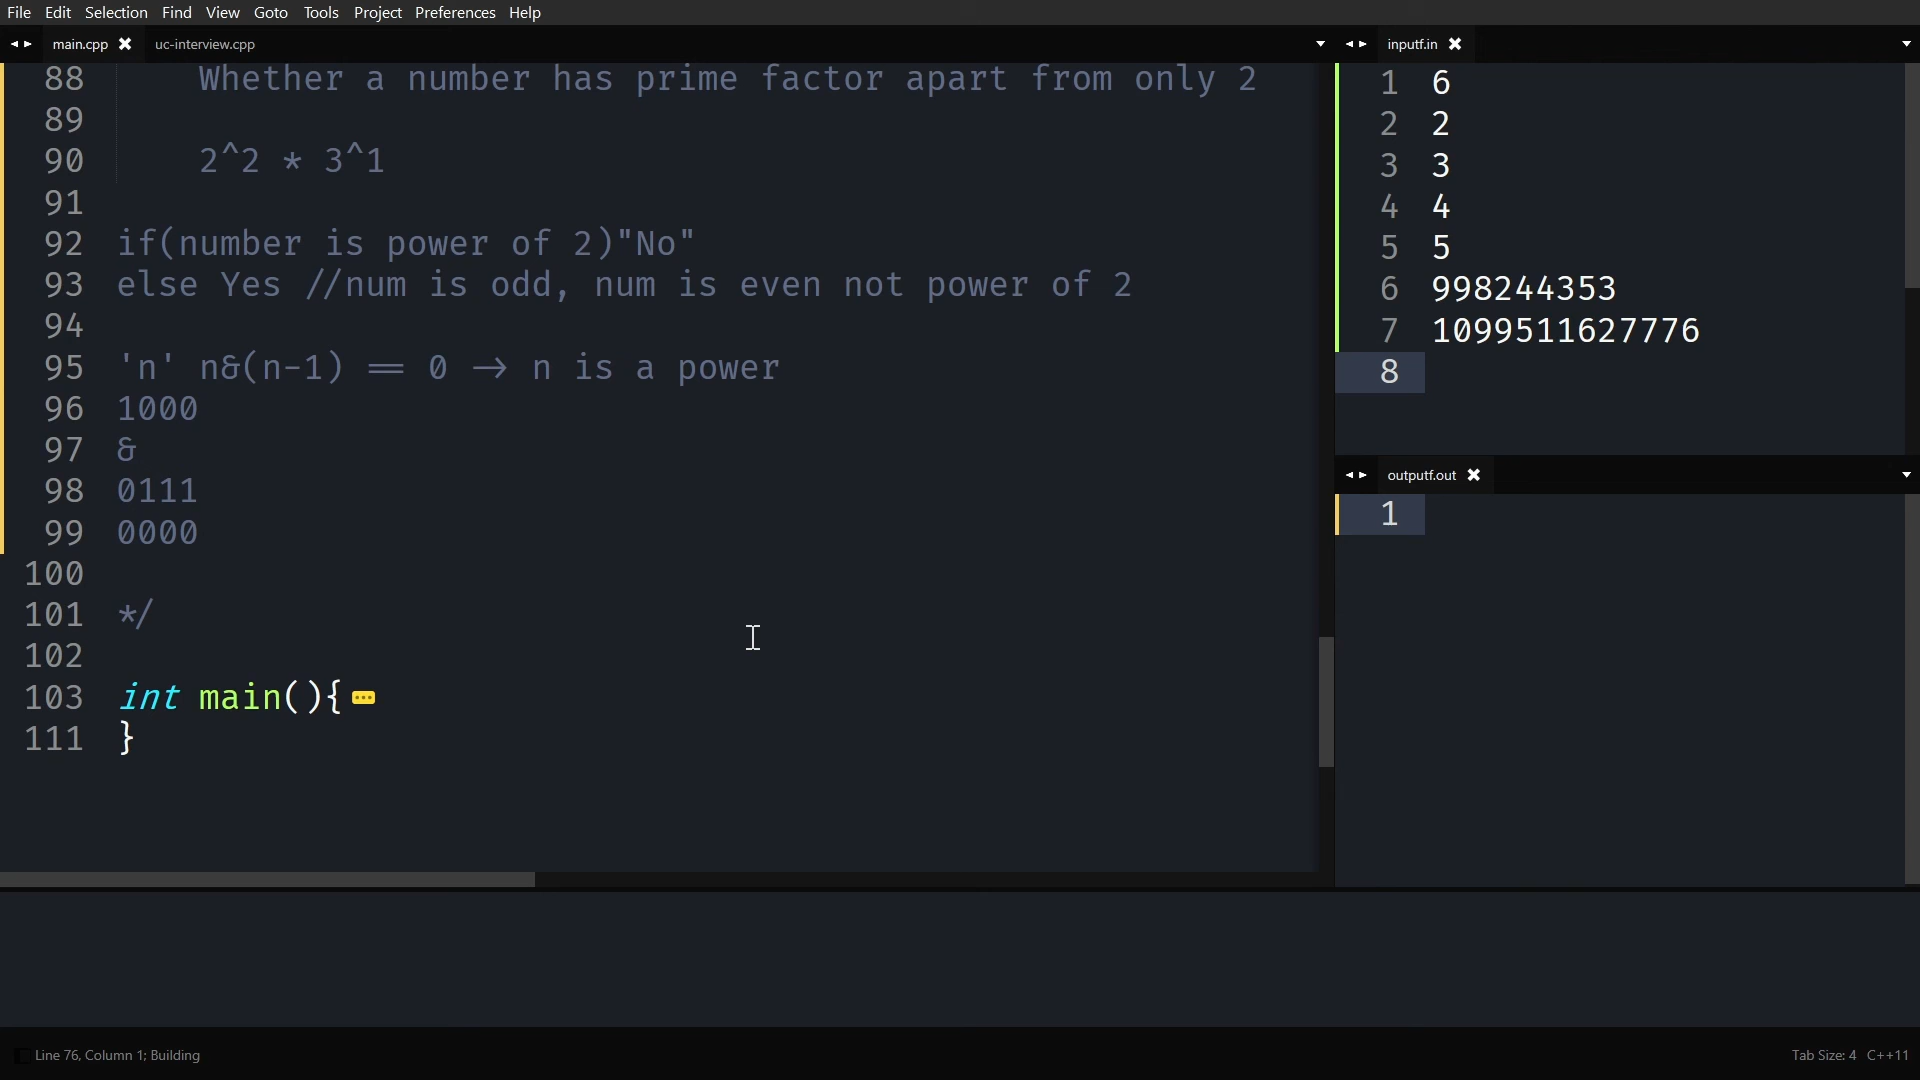 File Edit Selection Find View Goto Tools Project Preferences Help
main.cpp uc-interview.cpp
88 Whether a number has prime factor apart from only 2
89
90 2^2 * 3^1
91
92 if(number is power of 2)"No"
93 else Yes //num is odd, num is even not power of 2
94
95 'n' n&(n-1) == 0 -> n is a power
96 1000
97 &
98 0111
99 0000
100
101 */
102
103 int main(){
111 }
inputf.in
1 6
2 2
3 3
4 4
5 5
6 998244353
7 1099511627776
8
outputf.out
1
Line 76, Column 1; Building
Tab Size: 4 C++11